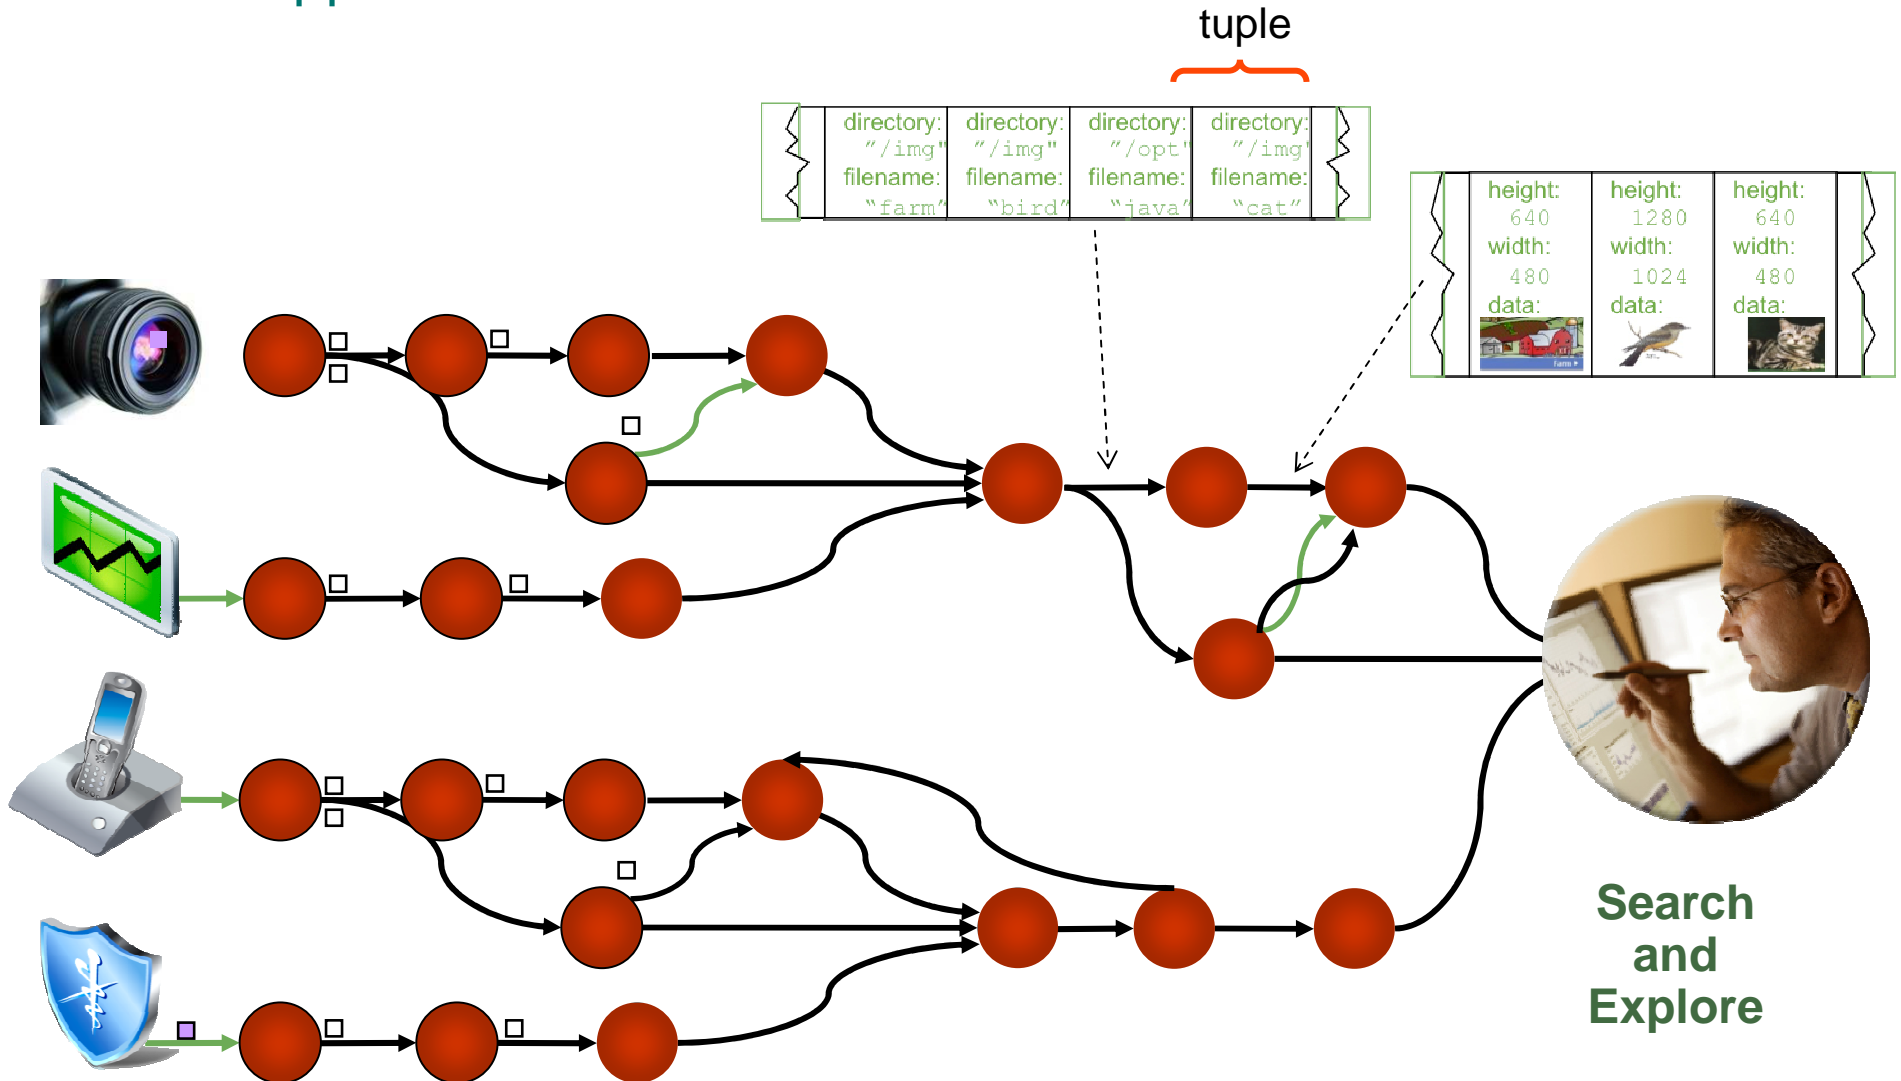 tuple
directory: directory: directory: directory:
"/img" "/img" "/opt" "/img"
filename: filename: filename: filename:
"farm" "bird" "java" "cat"
height: height: height:
640 1280 640
width: width: width:
480 1024 480
data: data: data:
Farm
Search
and
Explore